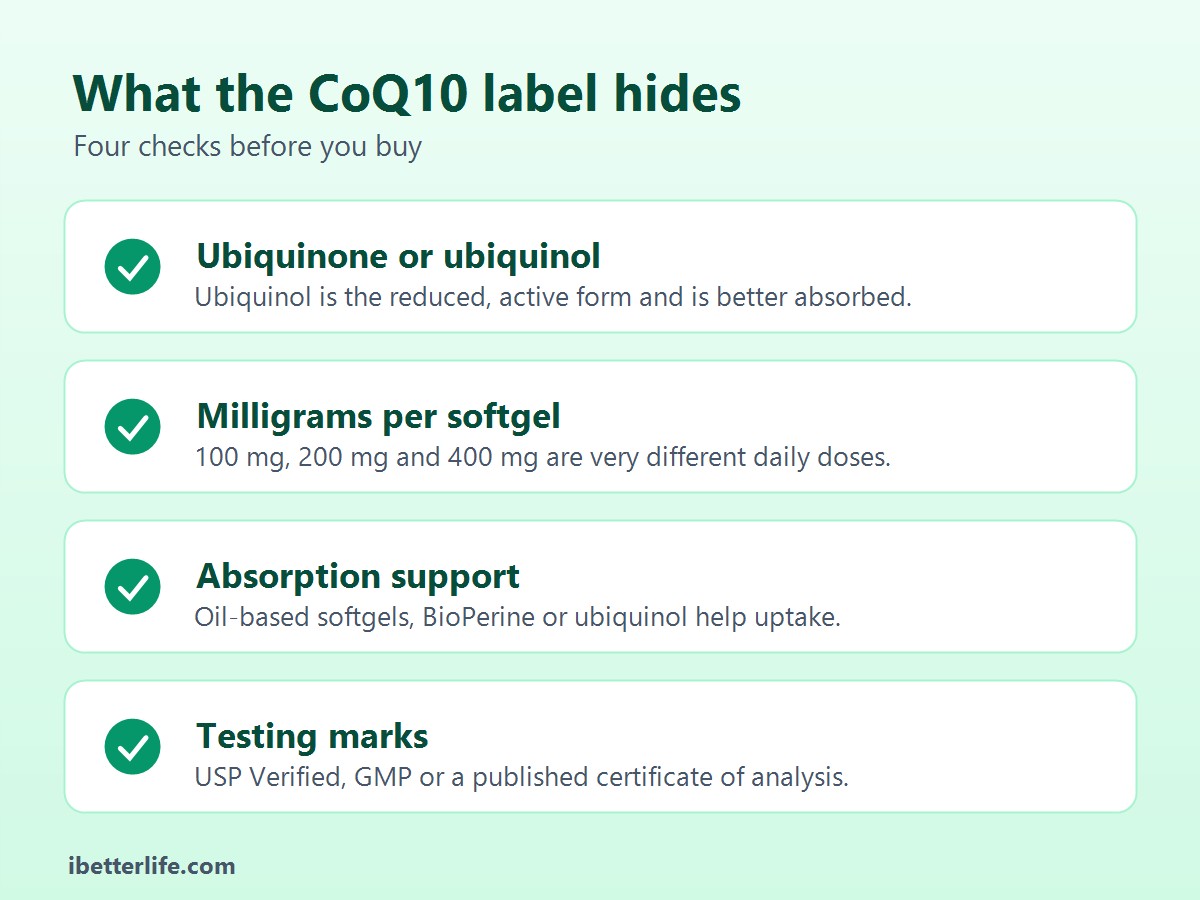 What the CoQ10 label hides
Four checks before you buy
Ubiquinone or ubiquinol
Ubiquinol is the reduced, active form and is better absorbed.
Milligrams per softgel
100 mg, 200 mg and 400 mg are very different daily doses.
Absorption support
Oil-based softgels, BioPerine or ubiquinol help uptake.
Testing marks
USP Verified, GMP or a published certificate of analysis.
ibetterlife.com